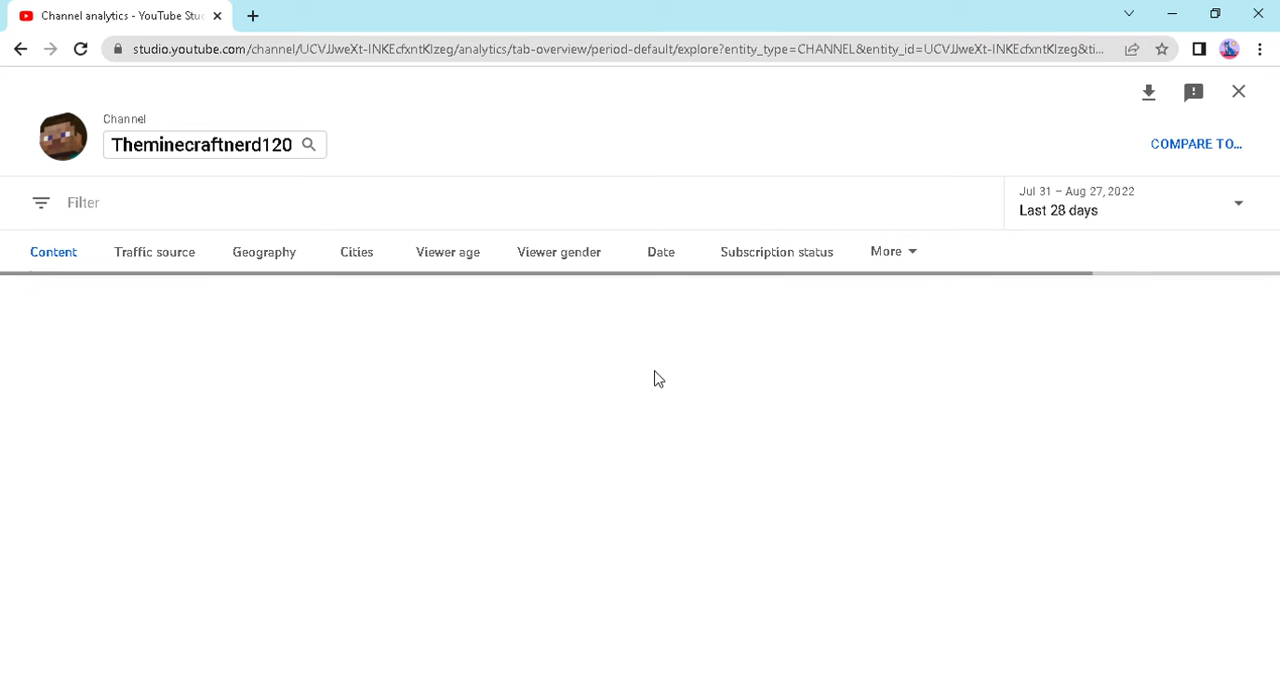 Channel analytics - YouTube Stu
studio.youtube.com/channel/UCVJJweXt-INKEcfxntKIzeg/analytics/tab-overview/period-default/explore?entity_type=CHANNEL&entity_id=UCVJJweXt-INKEcfxntKIzeg&ti...
Channel
Theminecraftnerd120
COMPARE TO...
Filter
Jul 31 – Aug 27, 2022
Last 28 days
Content Traffic source Geography Cities Viewer age Viewer gender Date Subscription status More